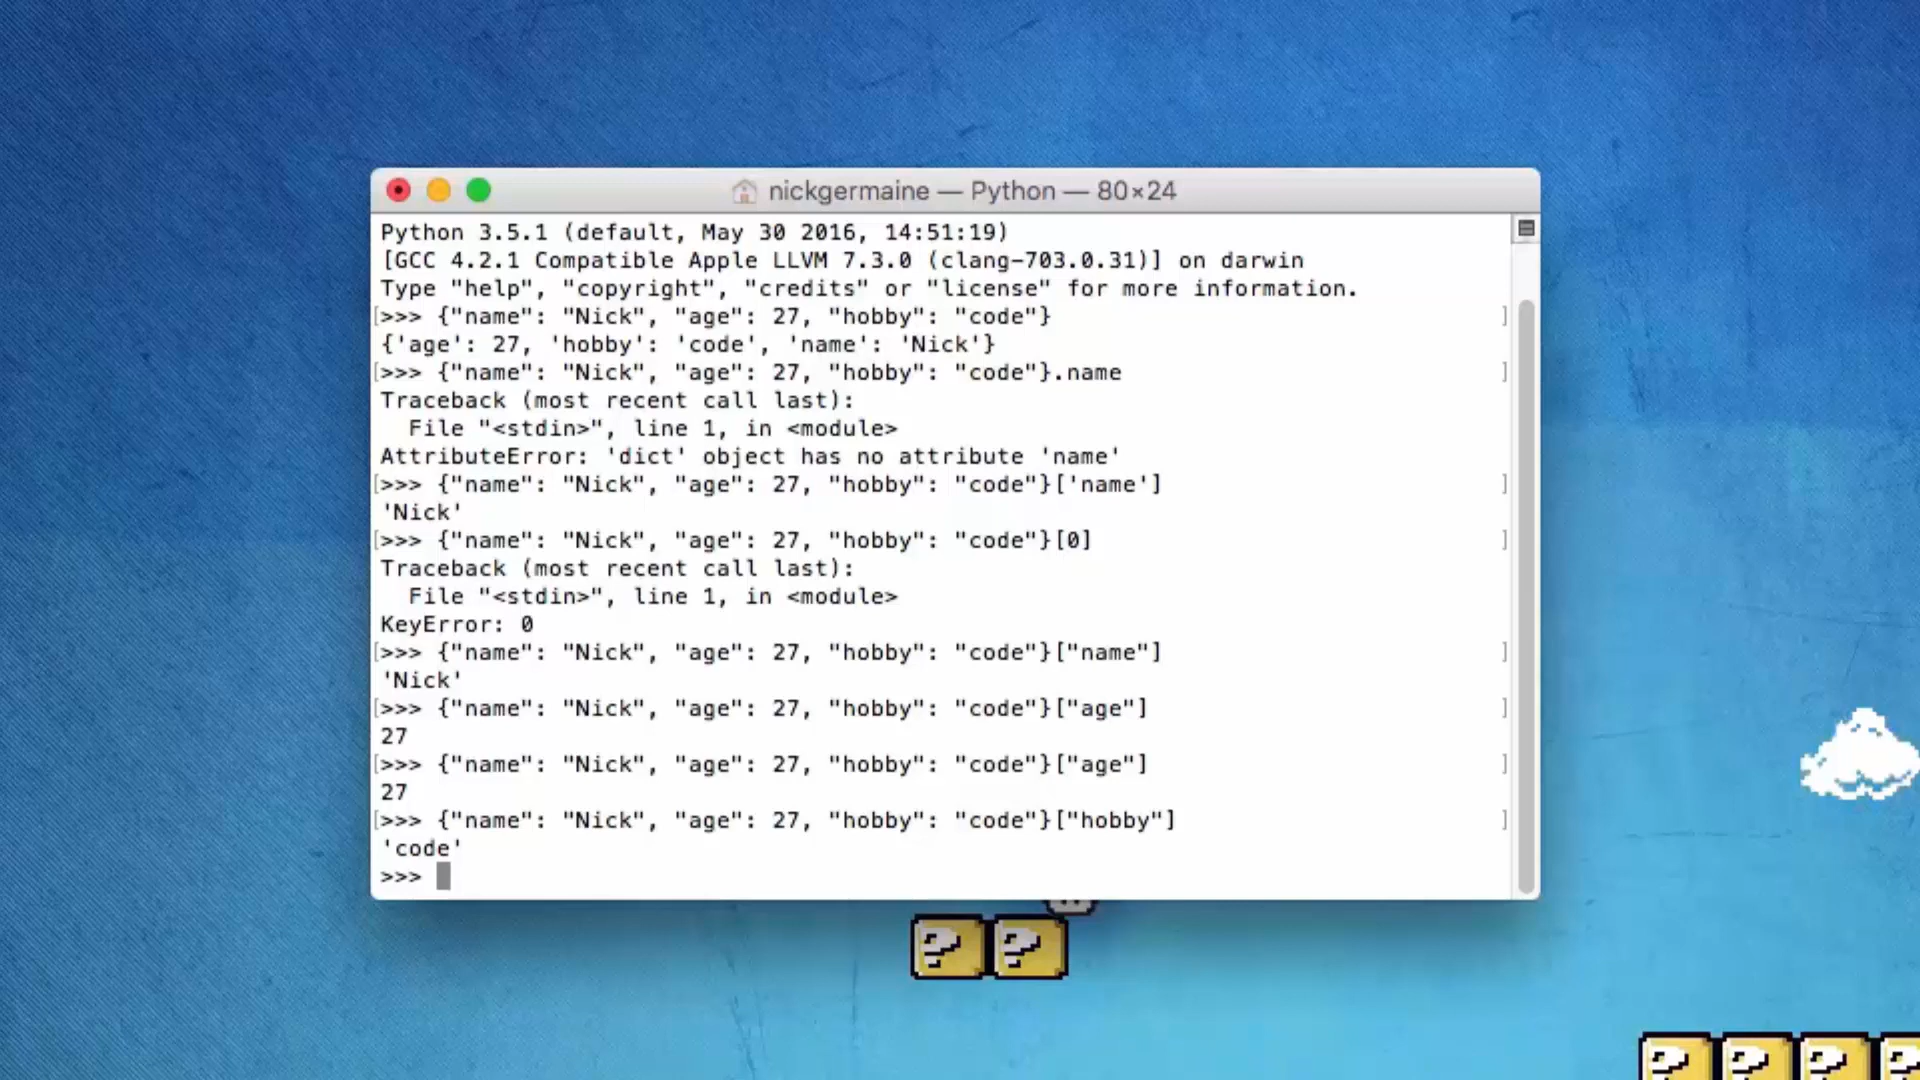 nickgermaine — Python — 80×24
Python 3.5.1 (default, May 30 2016, 14:51:19)
[GCC 4.2.1 Compatible Apple LLVM 7.3.0 (clang-703.0.31)] on darwin
Type "help", "copyright", "credits" or "license" for more information.
[>>> {"name": "Nick", "age": 27, "hobby": "code"} ]
{'age': 27, 'hobby': 'code', 'name': 'Nick'}
[>>> {"name": "Nick", "age": 27, "hobby": "code"}.name ]
Traceback (most recent call last):
  File "<stdin>", line 1, in <module>
AttributeError: 'dict' object has no attribute 'name'
[>>> {"name": "Nick", "age": 27, "hobby": "code"}['name'] ]
'Nick'
[>>> {"name": "Nick", "age": 27, "hobby": "code"}[0] ]
Traceback (most recent call last):
  File "<stdin>", line 1, in <module>
KeyError: 0
[>>> {"name": "Nick", "age": 27, "hobby": "code"}["name"] ]
'Nick'
[>>> {"name": "Nick", "age": 27, "hobby": "code"}["age"] ]
27
[>>> {"name": "Nick", "age": 27, "hobby": "code"}["age"] ]
27
[>>> {"name": "Nick", "age": 27, "hobby": "code"}["hobby"] ]
'code'
>>>
? ?
? ? ? ?